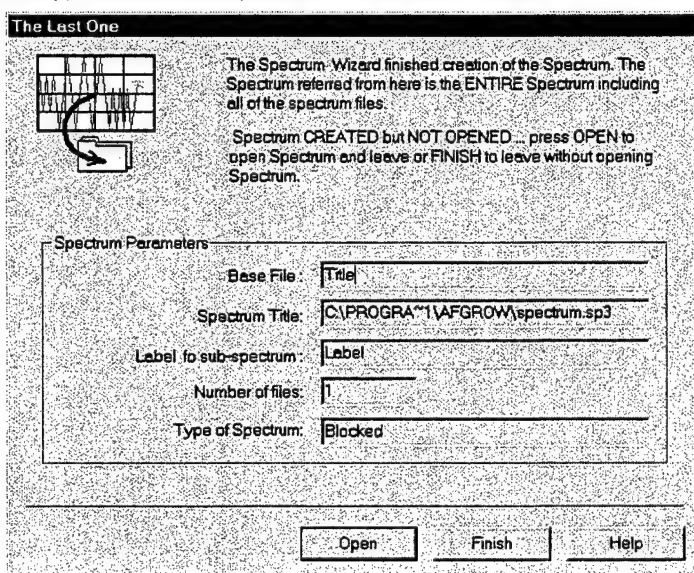 The Last One
The Spectrum Wizard finished creation of the Spectrum. The
Spectrum referred from here is the ENTIRE Spectrum including
all of the spectrum files.
Spectrum CREATED but NOT OPENED ... press OPEN to
open Spectrum and leave or FINISH to leave without opening
Spectrum.
Spectrum Parameters
Base File : Title
Spectrum Title: C:\PROGRA~1\AFGROW\spectrum.sp3
Label fo sub-spectrum : Label
Number of files: 1
Type of Spectrum: Blocked
Open Finish Help